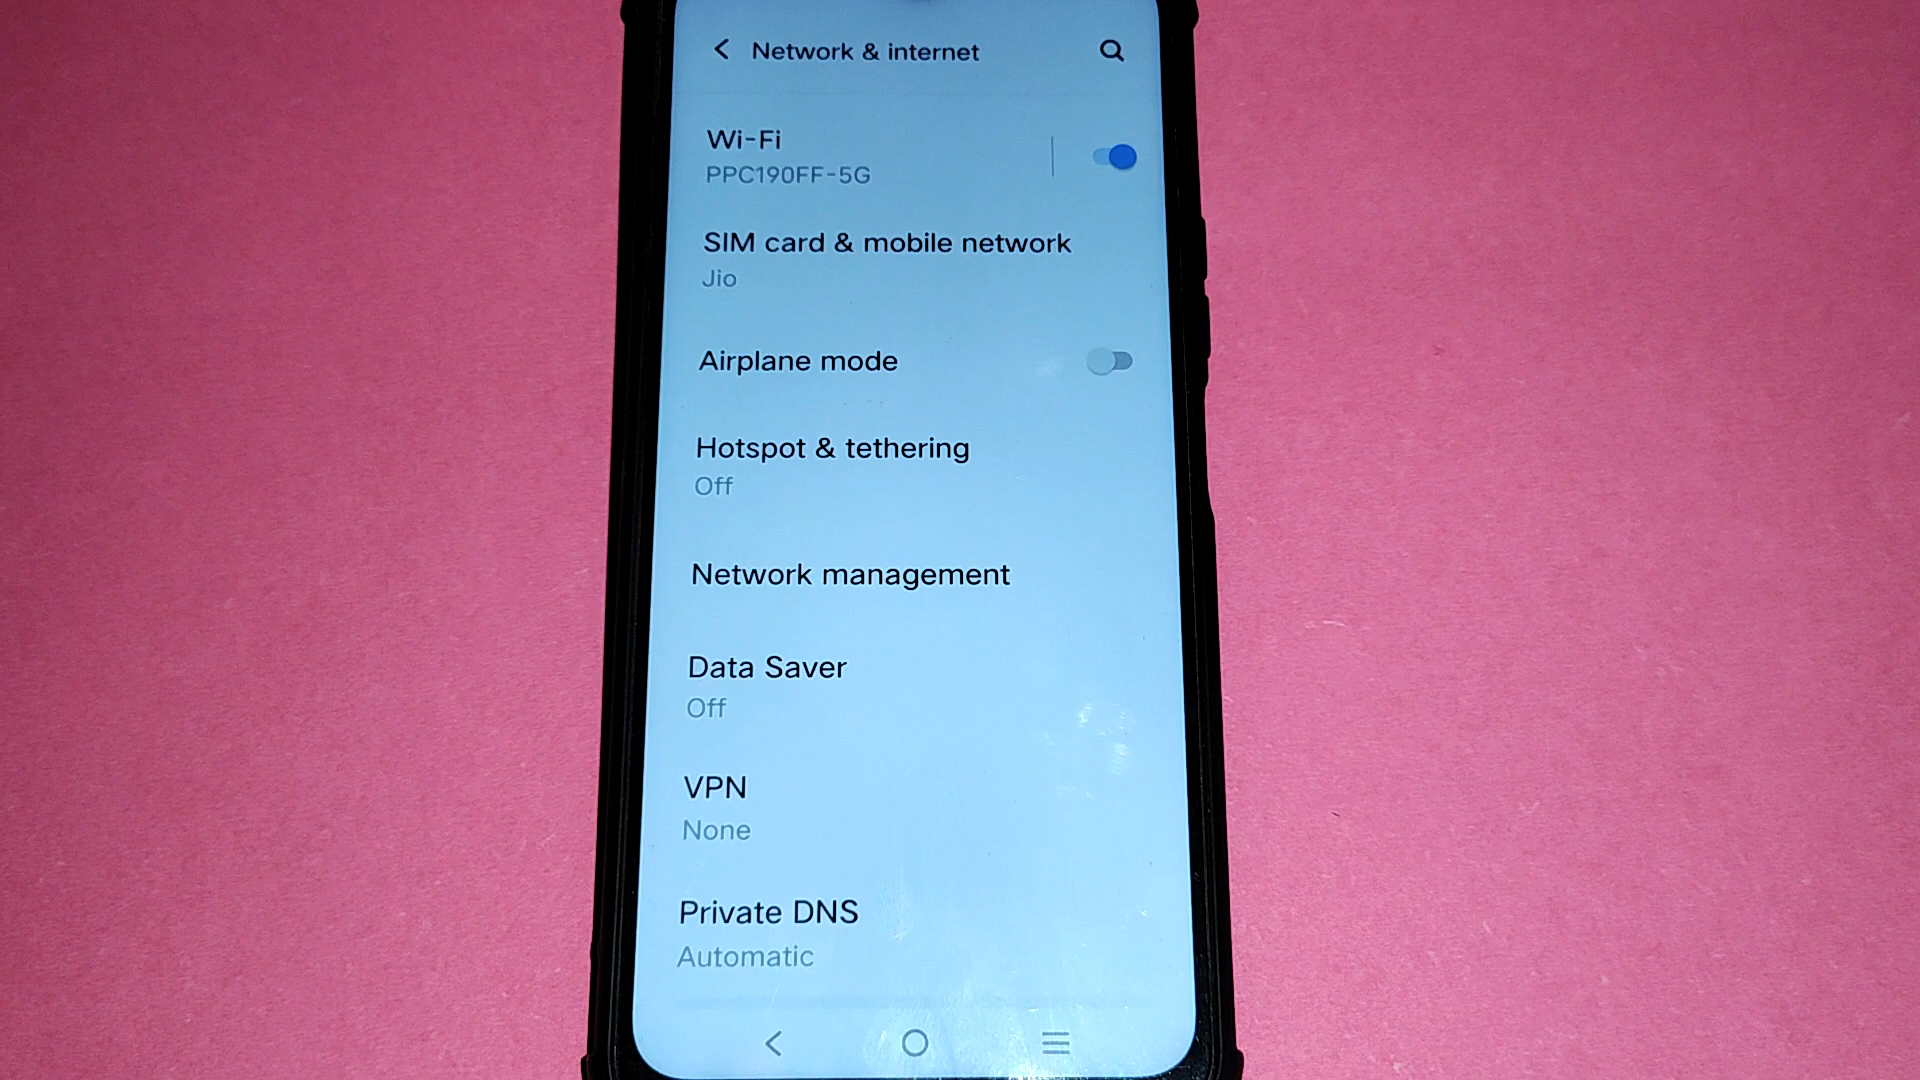 Network & internet
Wi-Fi
PPC190FF-5G
SIM card & mobile network
Jio
Airplane mode
Hotspot & tethering
Off
Network management
Data Saver
Off
VPN
None
Private DNS
Automatic